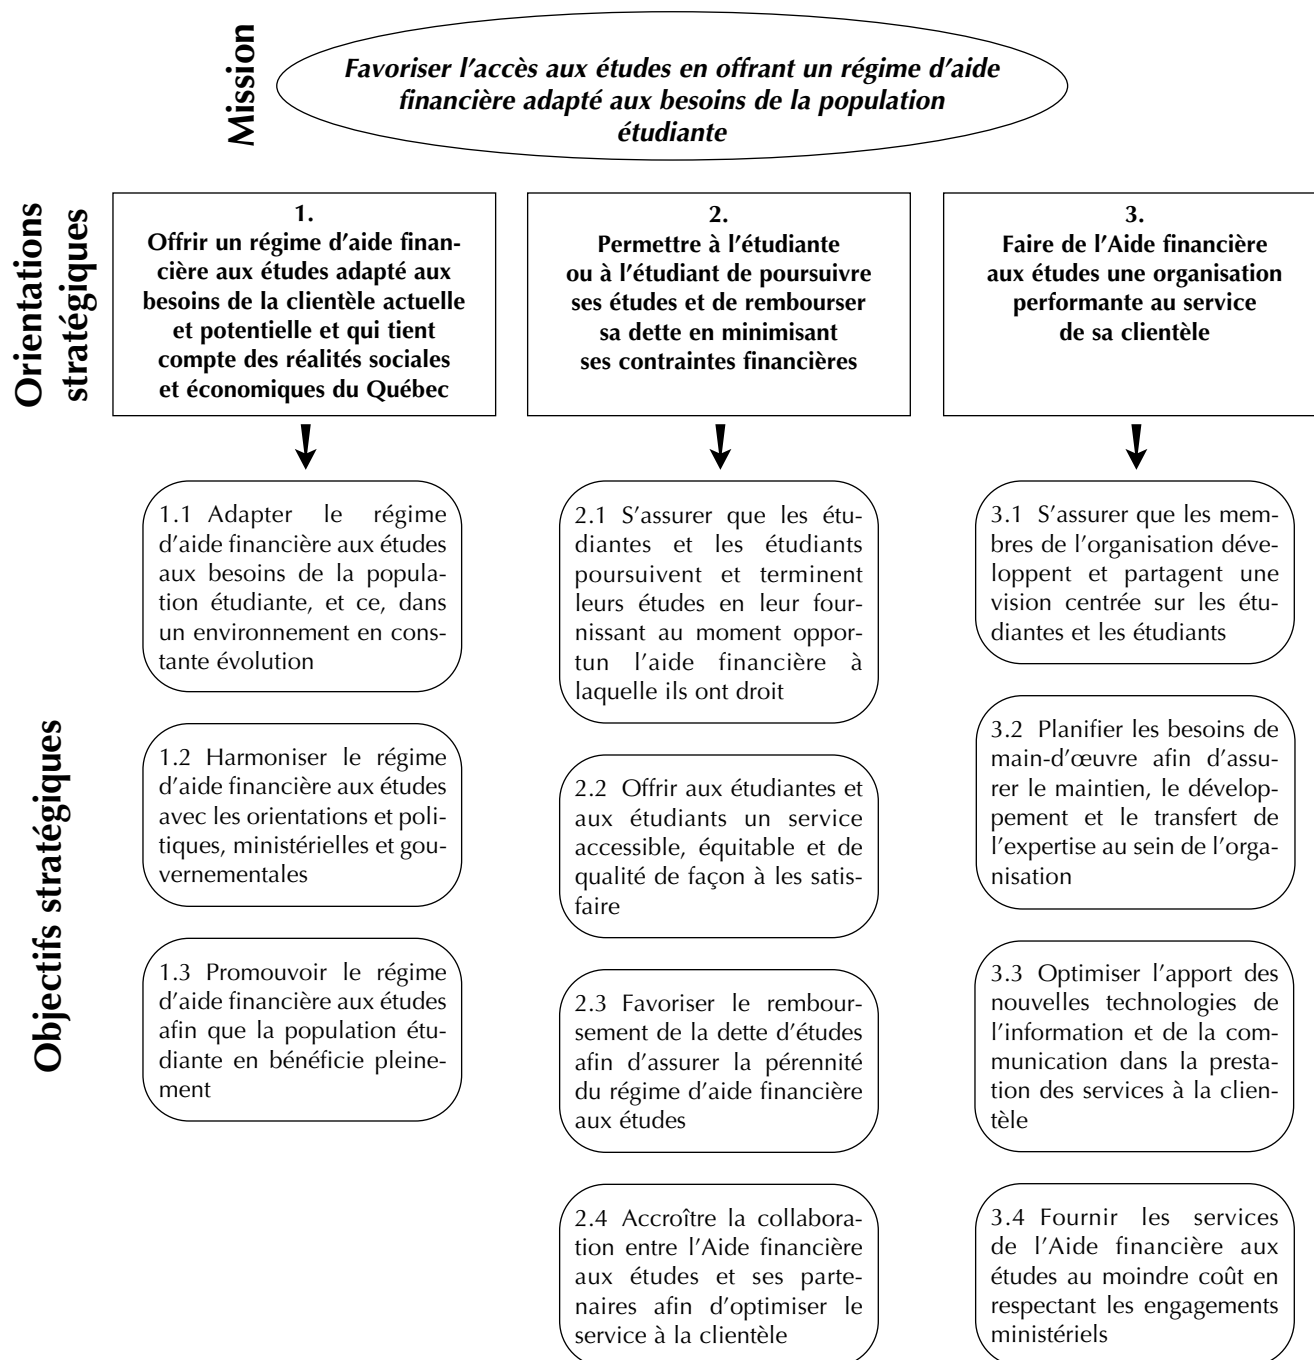 Mission
Favoriser l'accès aux études en offrant un régime d'aide
financière adapté aux besoins de la population
étudiante
Orientations
stratégiques
1.
Offrir un régime d'aide finan-
cière aux études adapté aux
besoins de la clientèle actuelle
et potentielle et qui tient
compte des réalités sociales
et économiques du Québec
2.
Permettre à l'étudiante
ou à l'étudiant de poursuivre
ses études et de rembourser
sa dette en minimisant
ses contraintes financières
3.
Faire de l'Aide financière
aux études une organisation
performante au service
de sa clientèle
Objectifs stratégiques
1.1 Adapter le régime
d'aide financière aux études
aux besoins de la popula-
tion étudiante, et ce, dans
un environnement en cons-
tante évolution
1.2 Harmoniser le régime
d'aide financière aux études
avec les orientations et poli-
tiques, ministérielles et gou-
vernementales
1.3 Promouvoir le régime
d'aide financière aux études
afin que la population étu-
diante en bénéficie pleine-
ment
2.1 S'assurer que les étu-
diantes et les étudiants
poursuivent et terminent
leurs études en leur four-
nissant au moment oppor-
tun l'aide financière à
laquelle ils ont droit
2.2 Offrir aux étudiantes et
aux étudiants un service
accessible, équitable et de
qualité de façon à les satis-
faire
2.3 Favoriser le rembour-
sement de la dette d'études
afin d'assurer la pérennité
du régime d'aide financière
aux études
2.4 Accroître la collabora-
tion entre l'Aide financière
aux études et ses parte-
naires afin d'optimiser le
service à la clientèle
3.1 S'assurer que les mem-
bres de l'organisation déve-
loppent et partagent une
vision centrée sur les étu-
diantes et les étudiants
3.2 Planifier les besoins de
main-d'œuvre afin d'assu-
rer le maintien, le dévelop-
pement et le transfert de
l'expertise au sein de l'orga-
nisation
3.3 Optimiser l'apport des
nouvelles technologies de
l'information et de la com-
munication dans la presta-
tion des services à la clien-
tèle
3.4 Fournir les services
de l'Aide financière aux
études au moindre coût en
respectant les engagements
ministériels